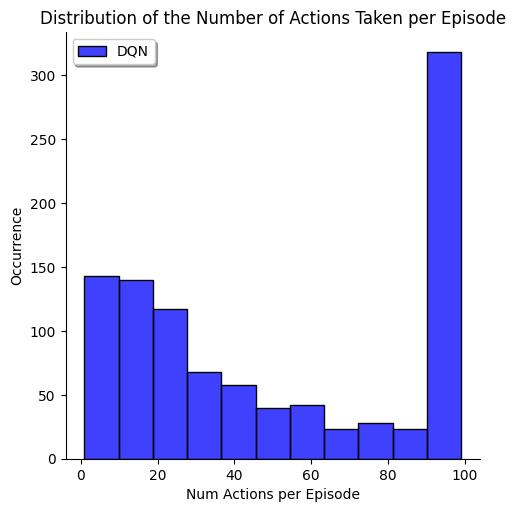 Distribution of the Number of Actions Taken per Episode
DQN
300
250
200
150
100
50
0
Occurrence
0 20 40 60 80 100
Num Actions per Episode